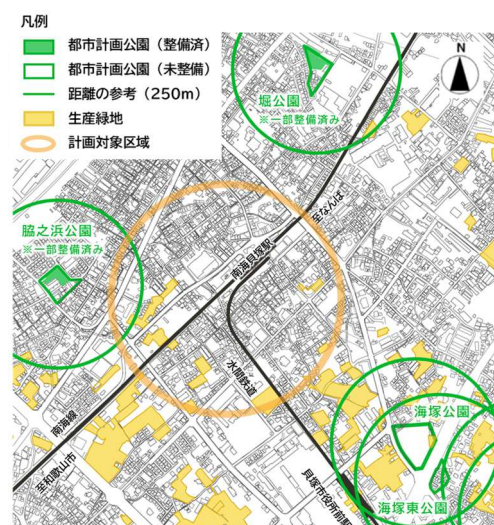 凡例
都市計画公園（整備済）
都市計画公園（未整備）
距離の参考（250m）
生産緑地
計画対象区域
N
堀公園
※一部整備済み
至なんば
脇之浜公園
※一部整備済み
南海貝塚駅
水間鉄道
南海線
至和歌山市
海塚公園
貝塚市役所前駅
海塚東公園